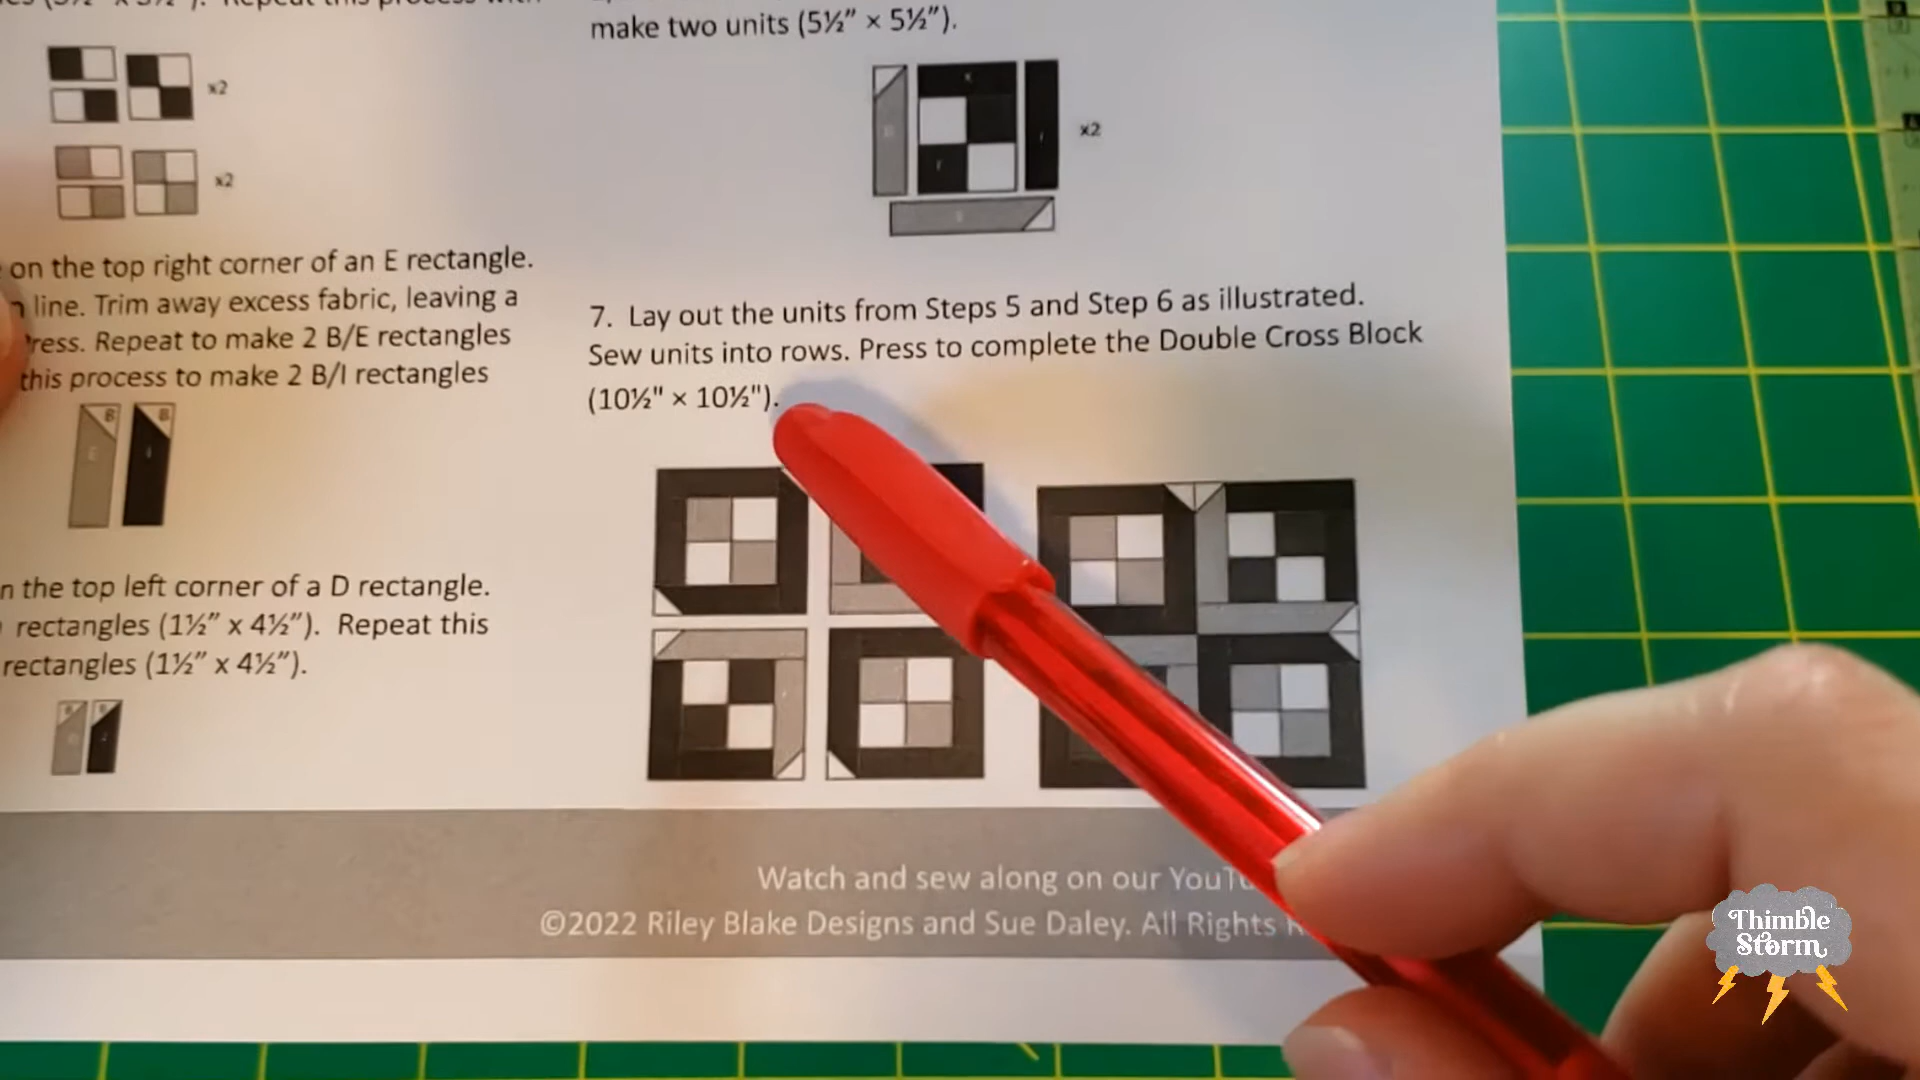 x2
x2
on the top right corner of an E rectangle.
line. Trim away excess fabric, leaving a
Press. Repeat to make 2 B/E rectangles
this process to make 2 B/I rectangles
B
B
E
n the top left corner of a D rectangle.
rectangles (1½" x 4½"). Repeat this
rectangles (1½" x 4½").
make two units (5½" × 5½").
x2
7. Lay out the units from Steps 5 and Step 6 as illustrated.
Sew units into rows. Press to complete the Double Cross Block
(10½" × 10½").
Watch and sew along on our YouTu
©2022 Riley Blake Designs and Sue Daley. All Rights
Thimble
Storm